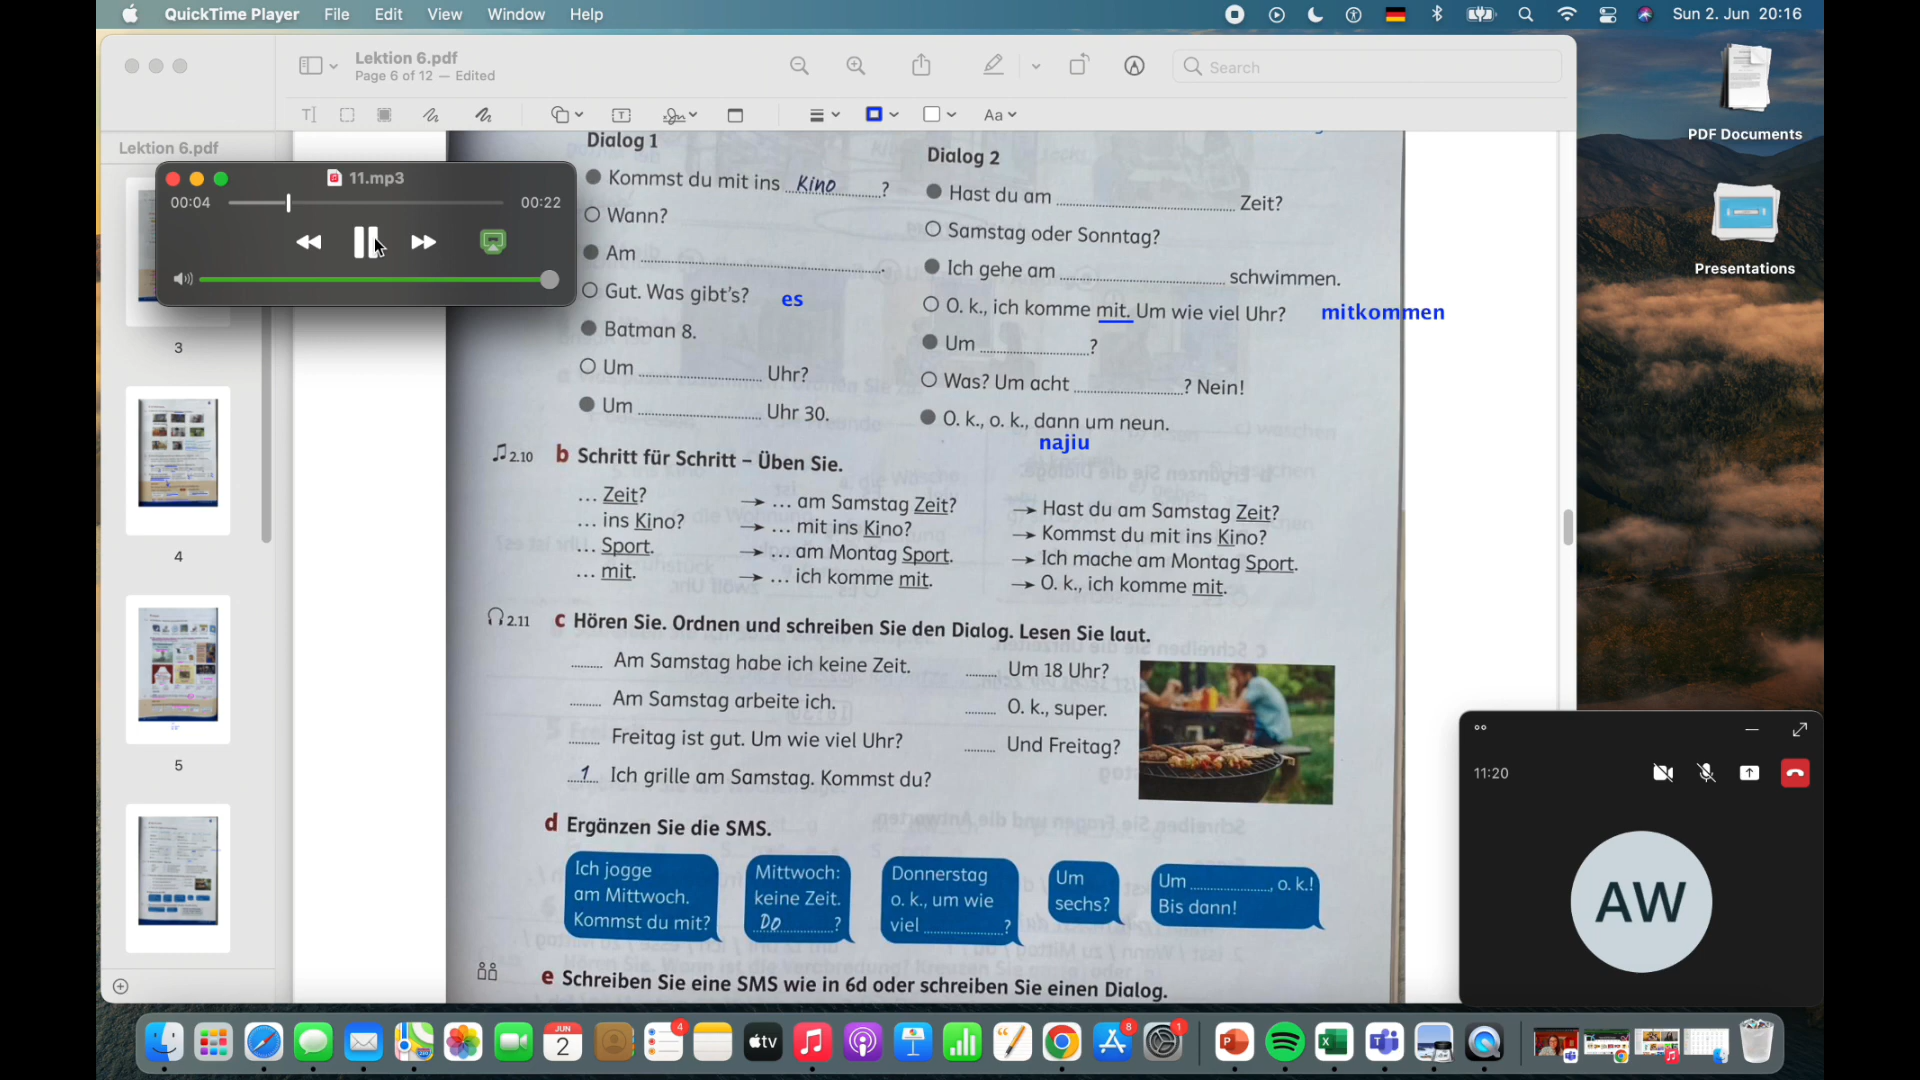 QuickTime Player File Edit View Window Help
Sun 2. Jun 20:16
Lektion 6.pdf
Page 6 of 12 — Edited
Search
Aa
Lektion 6.pdf
11.mp3
00:04
00:22
3
4
5
Dialog 1
Kommst du mit ins Kino ?
Wann?
Am
Gut. Was gibt's? es
Batman 8.
Um Uhr?
Um Uhr 30.
Dialog 2
Hast du am Zeit?
Samstag oder Sonntag?
Ich gehe am schwimmen.
O. k., ich komme mit. Um wie viel Uhr? mitkommen
Um ?
Was? Um acht ? Nein!
O. k., o. k., dann um neun.
najiu
2.10 b Schritt für Schritt – Üben Sie.
... Zeit? → ... am Samstag Zeit? → Hast du am Samstag Zeit?
... ins Kino? → ... mit ins Kino? → Kommst du mit ins Kino?
... Sport. → ... am Montag Sport. → Ich mache am Montag Sport.
... mit. → ... ich komme mit. → O. k., ich komme mit.
2.11 c Hören Sie. Ordnen und schreiben Sie den Dialog. Lesen Sie laut.
Am Samstag habe ich keine Zeit.
Am Samstag arbeite ich.
Freitag ist gut. Um wie viel Uhr?
1 Ich grille am Samstag. Kommst du?
Um 18 Uhr?
O. k., super.
Und Freitag?
d Ergänzen Sie die SMS.
Ich jogge
am Mittwoch.
Kommst du mit?
Mittwoch:
keine Zeit.
Do ?
Donnerstag
o. k., um wie
viel ?
Um
sechs?
Um , o. k.!
Bis dann!
e Schreiben Sie eine SMS wie in 6d oder schreiben Sie einen Dialog.
PDF Documents
Presentations
11:20
AW
JUN
2
4
tv
8
1